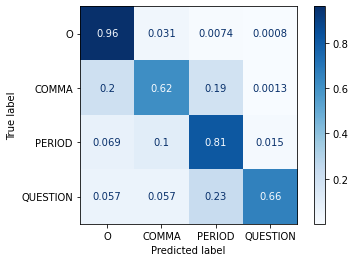 O 0.96 0.031 0.0074 0.0008
COMMA 0.2 0.62 0.19 0.0013
PERIOD 0.069 0.1 0.81 0.015
QUESTION 0.057 0.057 0.23 0.66
O COMMA PERIOD QUESTION
Predicted label
True label
0.8
0.6
0.4
0.2